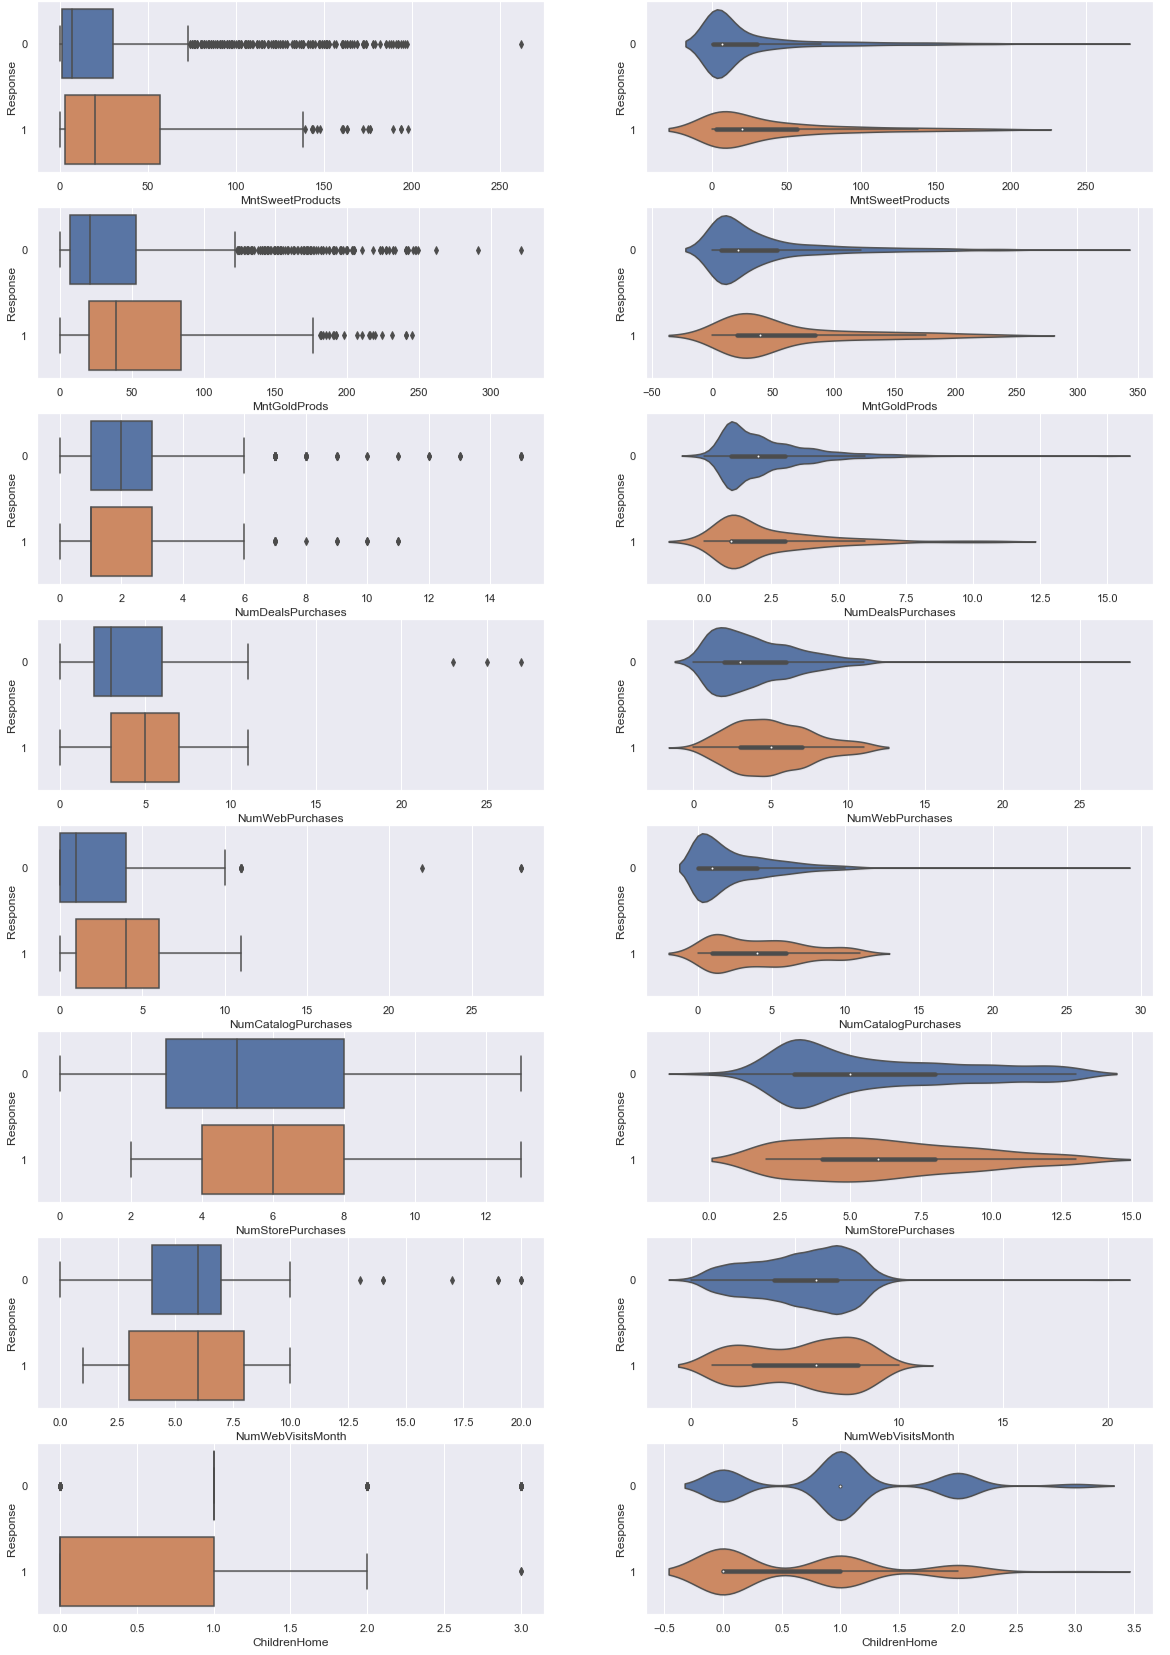 0
Response
1
0 50 100 150 200 250
MntSweetProducts
0
Response
1
0 50 100 150 200 250
MntSweetProducts
0
Response
1
0 50 100 150 200 250 300
MntGoldProds
0
Response
1
−50 0 50 100 150 200 250 300 350
MntGoldProds
0
Response
1
0 2 4 6 8 10 12 14
NumDealsPurchases
0
Response
1
0.0 2.5 5.0 7.5 10.0 12.5 15.0
NumDealsPurchases
0
Response
1
0 5 10 15 20 25
NumWebPurchases
0
Response
1
0 5 10 15 20 25
NumWebPurchases
0
Response
1
0 5 10 15 20 25
NumCatalogPurchases
0
Response
1
0 5 10 15 20 25 30
NumCatalogPurchases
0
Response
1
0 2 4 6 8 10 12
NumStorePurchases
0
Response
1
0.0 2.5 5.0 7.5 10.0 12.5 15.0
NumStorePurchases
0
Response
1
0.0 2.5 5.0 7.5 10.0 12.5 15.0 17.5 20.0
NumWebVisitsMonth
0
Response
1
0 5 10 15 20
NumWebVisitsMonth
0
Response
1
0.0 0.5 1.0 1.5 2.0 2.5 3.0
ChildrenHome
0
Response
1
−0.5 0.0 0.5 1.0 1.5 2.0 2.5 3.0 3.5
ChildrenHome